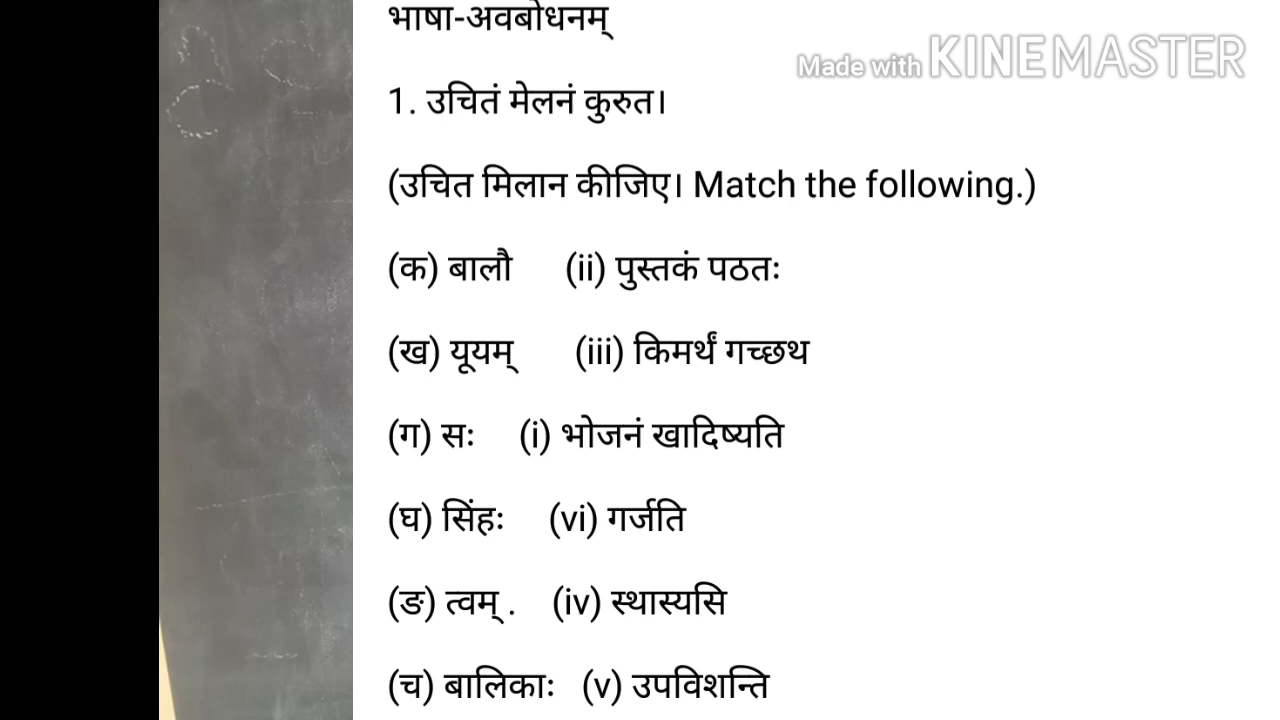 भाषा-अवबोधनम्
Made with KINEMASTER
1. उचितं मेलनं कुरुत।
(उचित मिलान कीजिए। Match the following.)
(क) बालौ (ii) पुस्तकं पठतः
(ख) यूयम् (iii) किमर्थं गच्छथ
(ग) सः (i) भोजनं खादिष्यति
(घ) सिंहः (vi) गर्जति
(ङ) त्वम् . (iv) स्थास्यसि
(च) बालिकाः (v) उपविशन्ति